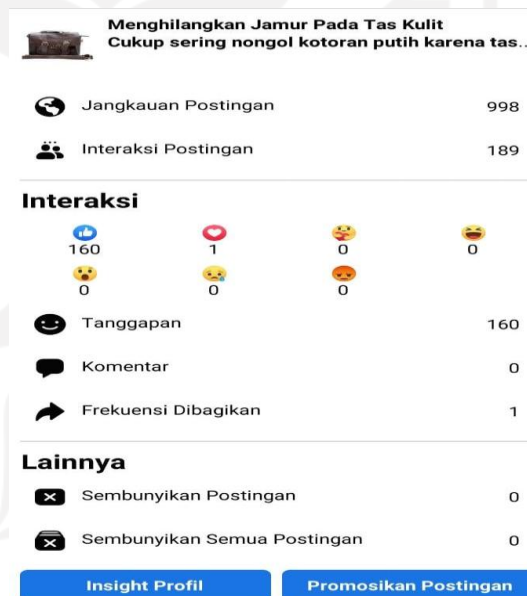 Menghilangkan Jamur Pada Tas Kulit
Cukup sering nongol kotoran putih karena tas..
Jangkauan Postingan 998
Interaksi Postingan 189
Interaksi
160 1 0 0
0 0 0
Tanggapan 160
Komentar 0
Frekuensi Dibagikan 1
Lainnya
Sembunyikan Postingan 0
Sembunyikan Semua Postingan 0
Insight Profil Promosikan Postingan